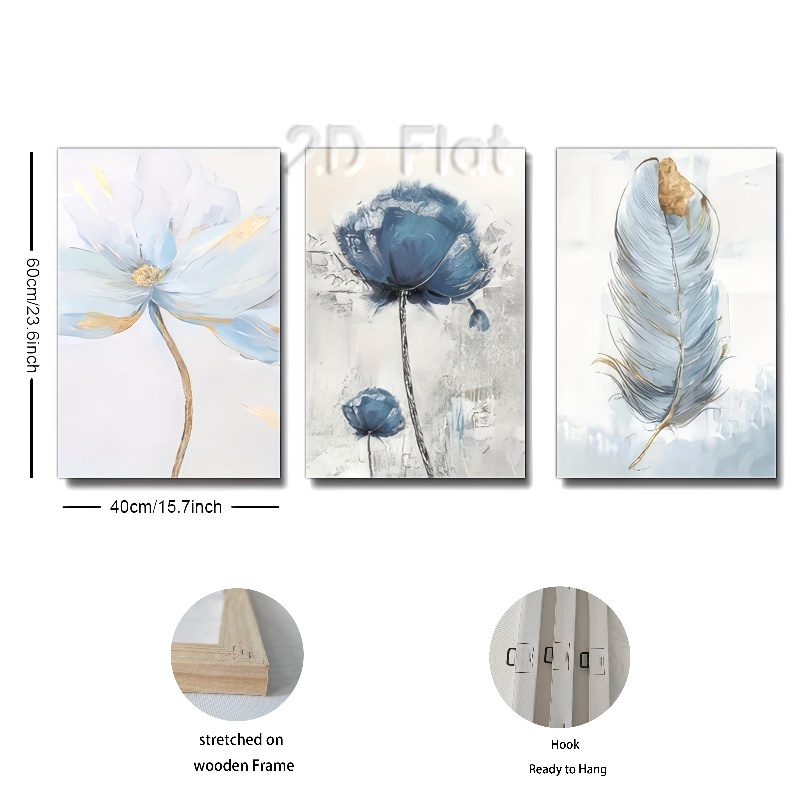 2D Flat
60cm/23.6inch
40cm/15.7inch
stretched on
wooden Frame
Hook
Ready to Hang